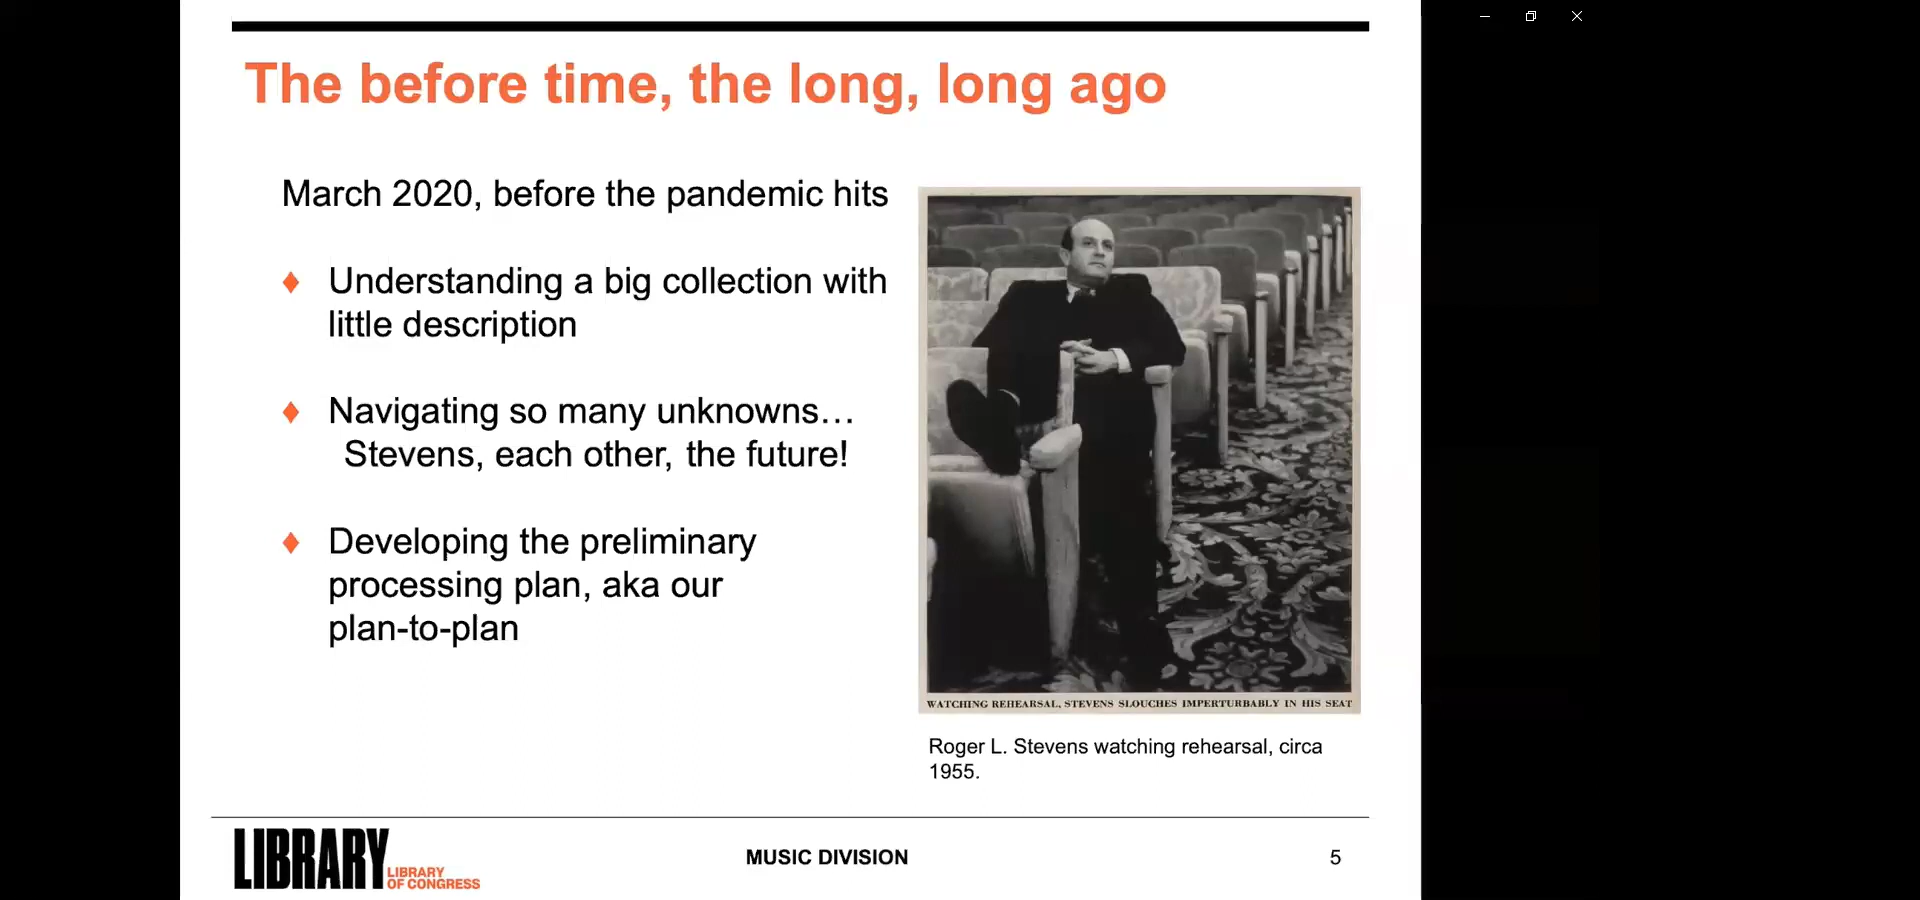 The before time, the long, long ago
March 2020, before the pandemic hits
Understanding a big collection with
little description
Navigating so many unknowns…
Stevens, each other, the future!
Developing the preliminary
processing plan, aka our
plan-to-plan
WATCHING REHEARSAL, STEVENS SLOUCHES IMPERTURBABLY IN HIS SEAT
Roger L. Stevens watching rehearsal, circa
1955.
LIBRARY
LIBRARY
OF CONGRESS
MUSIC DIVISION
5